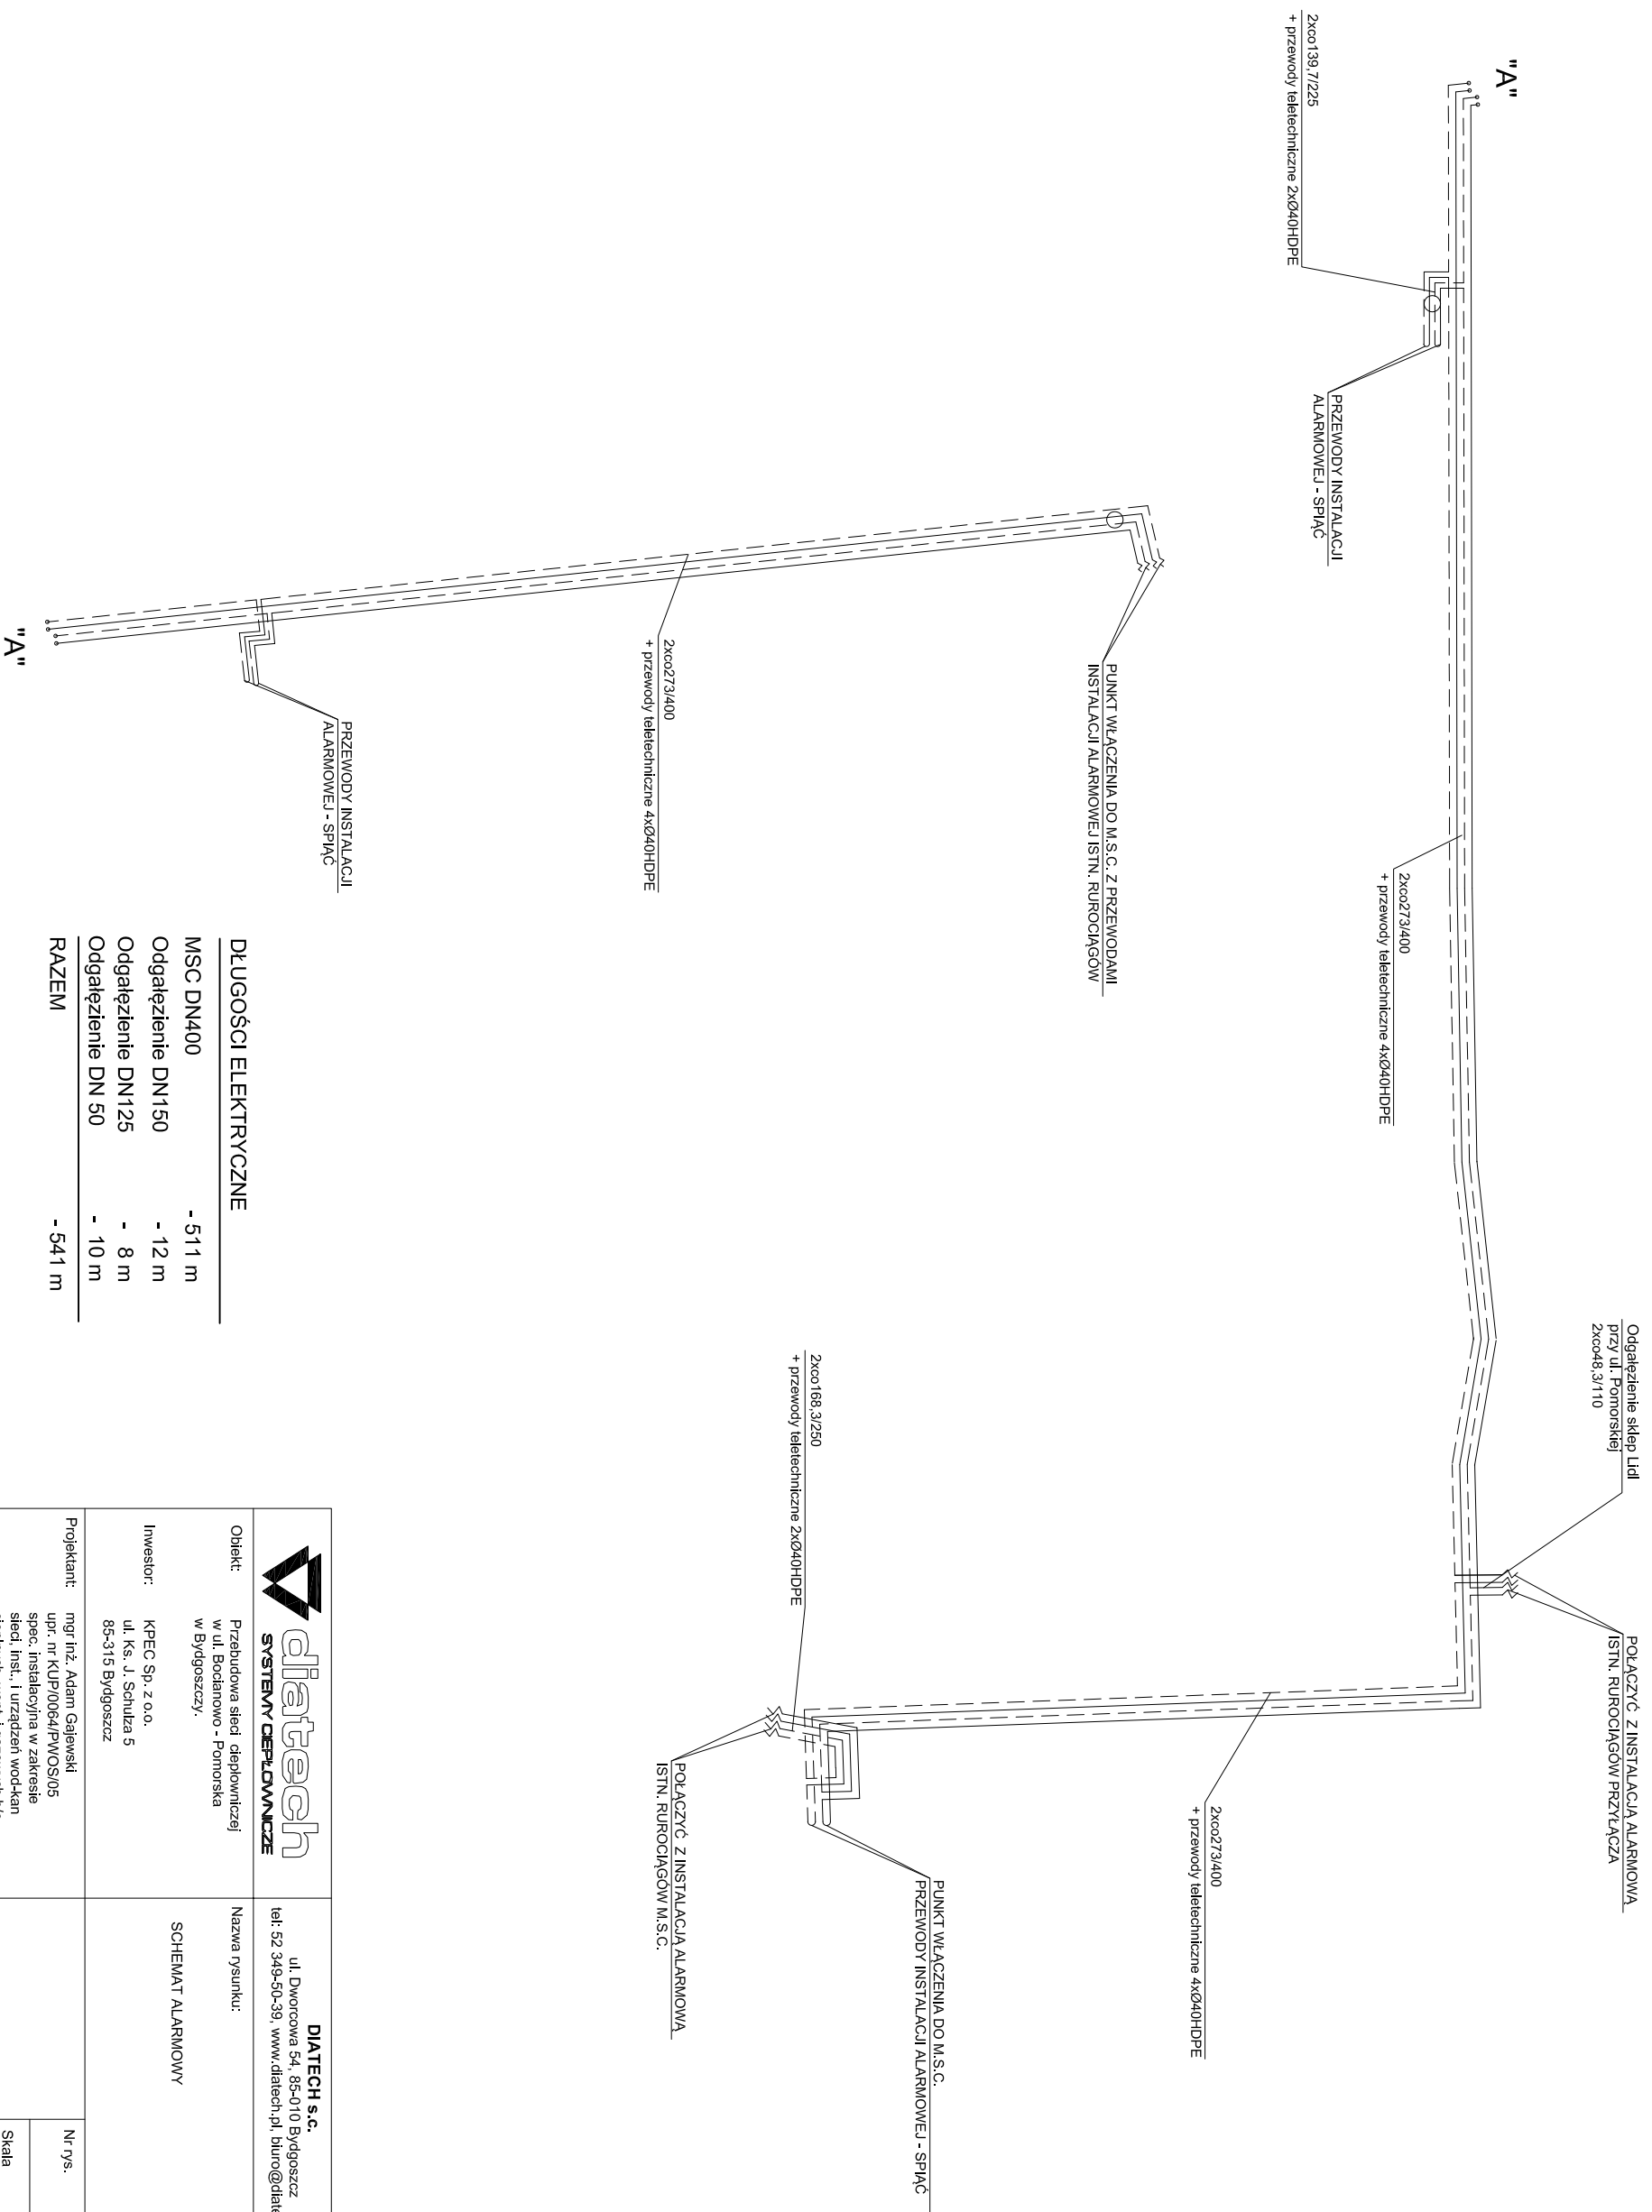 Odgałęzienie sklep Lidl
przy ul. Pomorskiej
2xco48,3/110
POŁĄCZYĆ Z INSTALACJĄ ALARMOWĄ
ISTN. RUROCIĄGÓW PRZYŁĄCZA
"A"
2xco139,7/225
+ przewody teletechniczne 2xØ40HDPE
PRZEWODY INSTALACJI
ALARMOWEJ - SPIĄĆ
2xco273/400
+ przewody teletechniczne 4xØ40HDPE
2xco273/400
+ przewody teletechniczne 4xØ40HDPE
PUNKT WŁĄCZENIA DO M.S.C. Z PRZEWODAMI
INSTALACJI ALARMOWEJ ISTN. RUROCIĄGÓW
PUNKT WŁĄCZENIA DO M.S.C.
PRZEWODY INSTALACJI ALARMOWEJ - SPIĄĆ
2xco168,3/250
+ przewody teletechniczne 2xØ40HDPE
POŁĄCZYĆ Z INSTALACJĄ ALARMOWĄ
ISTN. RUROCIĄGÓW M.S.C.
2xco273/400
+ przewody teletechniczne 4xØ40HDPE
PRZEWODY INSTALACJI
ALARMOWEJ - SPIĄĆ
"A"
DŁUGOŚCI ELEKTRYCZNE
MSC DN400 - 511 m
Odgałęzienie DN150 - 12 m
Odgałęzienie DN125 - 8 m
Odgałęzienie DN 50 - 10 m
RAZEM - 541 m
diatech
SYSTEMY CIEPŁOWNICZE
DIATECH s.c.
ul. Dworcowa 54, 85-010 Bydgoszcz
tel: 52 349-50-39, www.diatech.pl, biuro@diate
Obiekt: Przebudowa sieci ciepłowniczej
w ul. Bocianowo - Pomorska
w Bydgoszczy.
Inwestor: KPEC Sp. z o.o.
ul. Ks. J. Schulza 5
85-315 Bydgoszcz
Nazwa rysunku:
SCHEMAT ALARMOWY
Projektant: mgr inż. Adam Gajewski
upr. nr KUP/0064/PWOS/05
spec. instalacyjna w zakresie
sieci, inst., i urządzeń wod-kan
Nr rys.
Skala